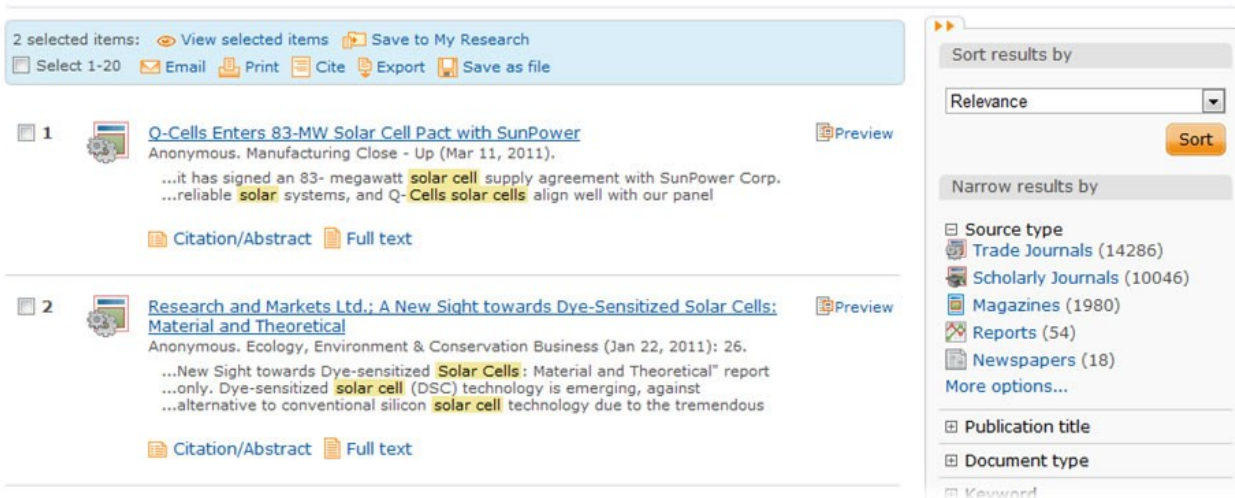 2 selected items: View selected items Save to My Research
Select 1-20 Email Print Cite Export Save as file
1 Q-Cells Enters 83-MW Solar Cell Pact with SunPower Preview
Anonymous. Manufacturing Close - Up (Mar 11, 2011).
...it has signed an 83- megawatt solar cell supply agreement with SunPower Corp.
...reliable solar systems, and Q-Cells solar cells align well with our panel
Citation/Abstract Full text
2 Research and Markets Ltd.; A New Sight towards Dye-Sensitized Solar Cells: Preview
Material and Theoretical
Anonymous. Ecology, Environment & Conservation Business (Jan 22, 2011): 26.
...New Sight towards Dye-sensitized Solar Cells: Material and Theoretical" report
...only. Dye-sensitized solar cell (DSC) technology is emerging, against
...alternative to conventional silicon solar cell technology due to the tremendous
Citation/Abstract Full text
Sort results by
Relevance
Sort
Narrow results by
Source type
Trade Journals (14286)
Scholarly Journals (10046)
Magazines (1980)
Reports (54)
Newspapers (18)
More options...
Publication title
Document type
Keyword